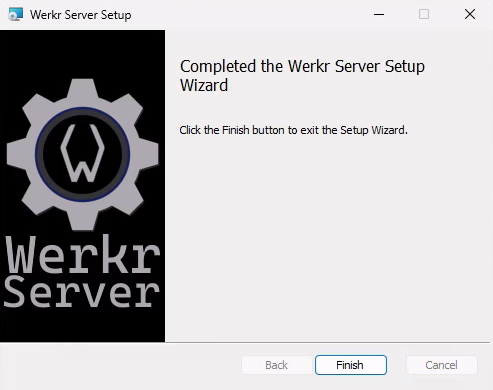 Werkr Server Setup
Completed the Werkr Server Setup
Wizard
Click the Finish button to exit the Setup Wizard.
W
Werkr
Server
Back
Finish
Cancel